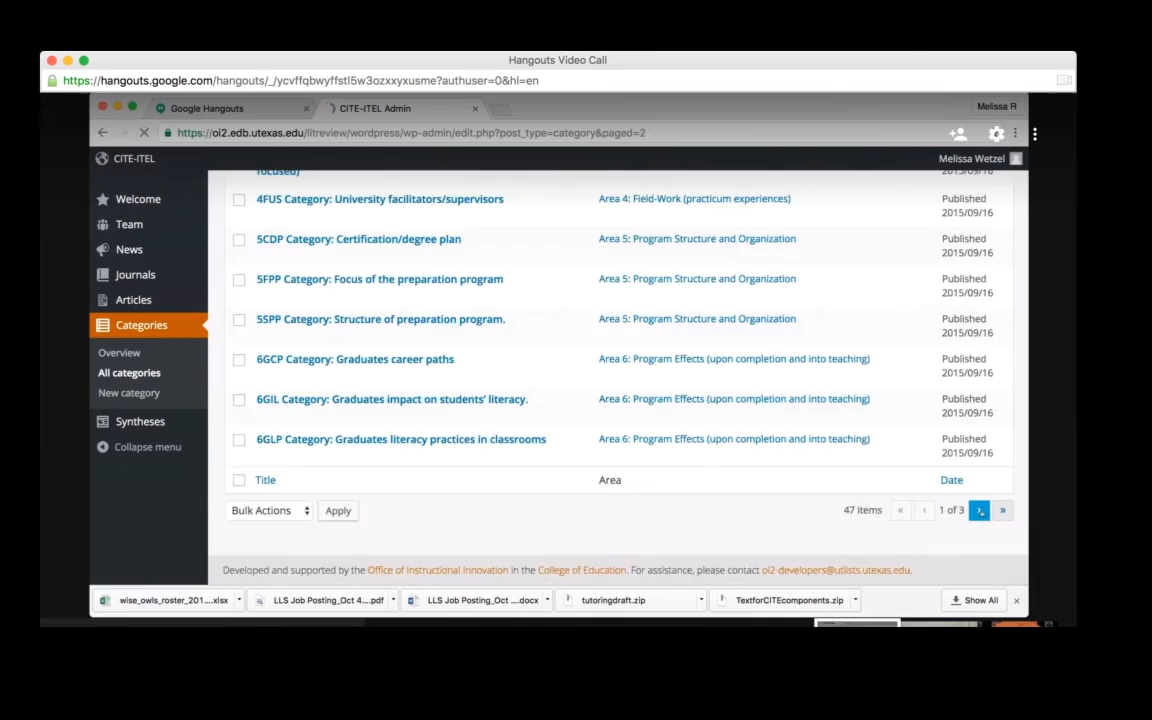 Hangouts Video Call
https://hangouts.google.com/hangouts/_/ycvffqbwyffstl5w3ozxxyxusme?authuser=0&hl=en
Google Hangouts
CITE-ITEL Admin
Melissa R
https://oi2.edb.utexas.edu/litreview/wordpress/wp-admin/edit.php?post_type=category&paged=2
CITE-ITEL
Melissa Wetzel
focused)
2015/09/16
Welcome
Team
News
Journals
Articles
Categories
Overview
All categories
New category
Syntheses
Collapse menu
4FUS Category: University facilitators/supervisors
Area 4: Field-Work (practicum experiences)
Published
2015/09/16
5CDP Category: Certification/degree plan
Area 5: Program Structure and Organization
Published
2015/09/16
5FPP Category: Focus of the preparation program
Area 5: Program Structure and Organization
Published
2015/09/16
5SPP Category: Structure of preparation program.
Area 5: Program Structure and Organization
Published
2015/09/16
6GCP Category: Graduates career paths
Area 6: Program Effects (upon completion and into teaching)
Published
2015/09/16
6GIL Category: Graduates impact on students’ literacy.
Area 6: Program Effects (upon completion and into teaching)
Published
2015/09/16
6GLP Category: Graduates literacy practices in classrooms
Area 6: Program Effects (upon completion and into teaching)
Published
2015/09/16
Title
Area
Date
Bulk Actions
Apply
47 items
«
‹
1 of 3
›
»
Developed and supported by the Office of Instructional Innovation in the College of Education. For assistance, please contact oi2-developers@utlists.utexas.edu.
wise_owls_roster_201....xlsx
LLS Job Posting_Oct 4....pdf
LLS Job Posting_Oct ....docx
tutoringdraft.zip
TextforCITEcomponents.zip
Show All